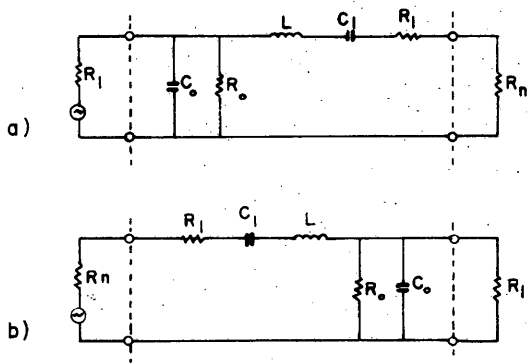 L C₁ R₁
R₁ C₀ R₀ Rₙ
a)
R₁ C₁ L
Rn R₀ C₀ R₁
b)